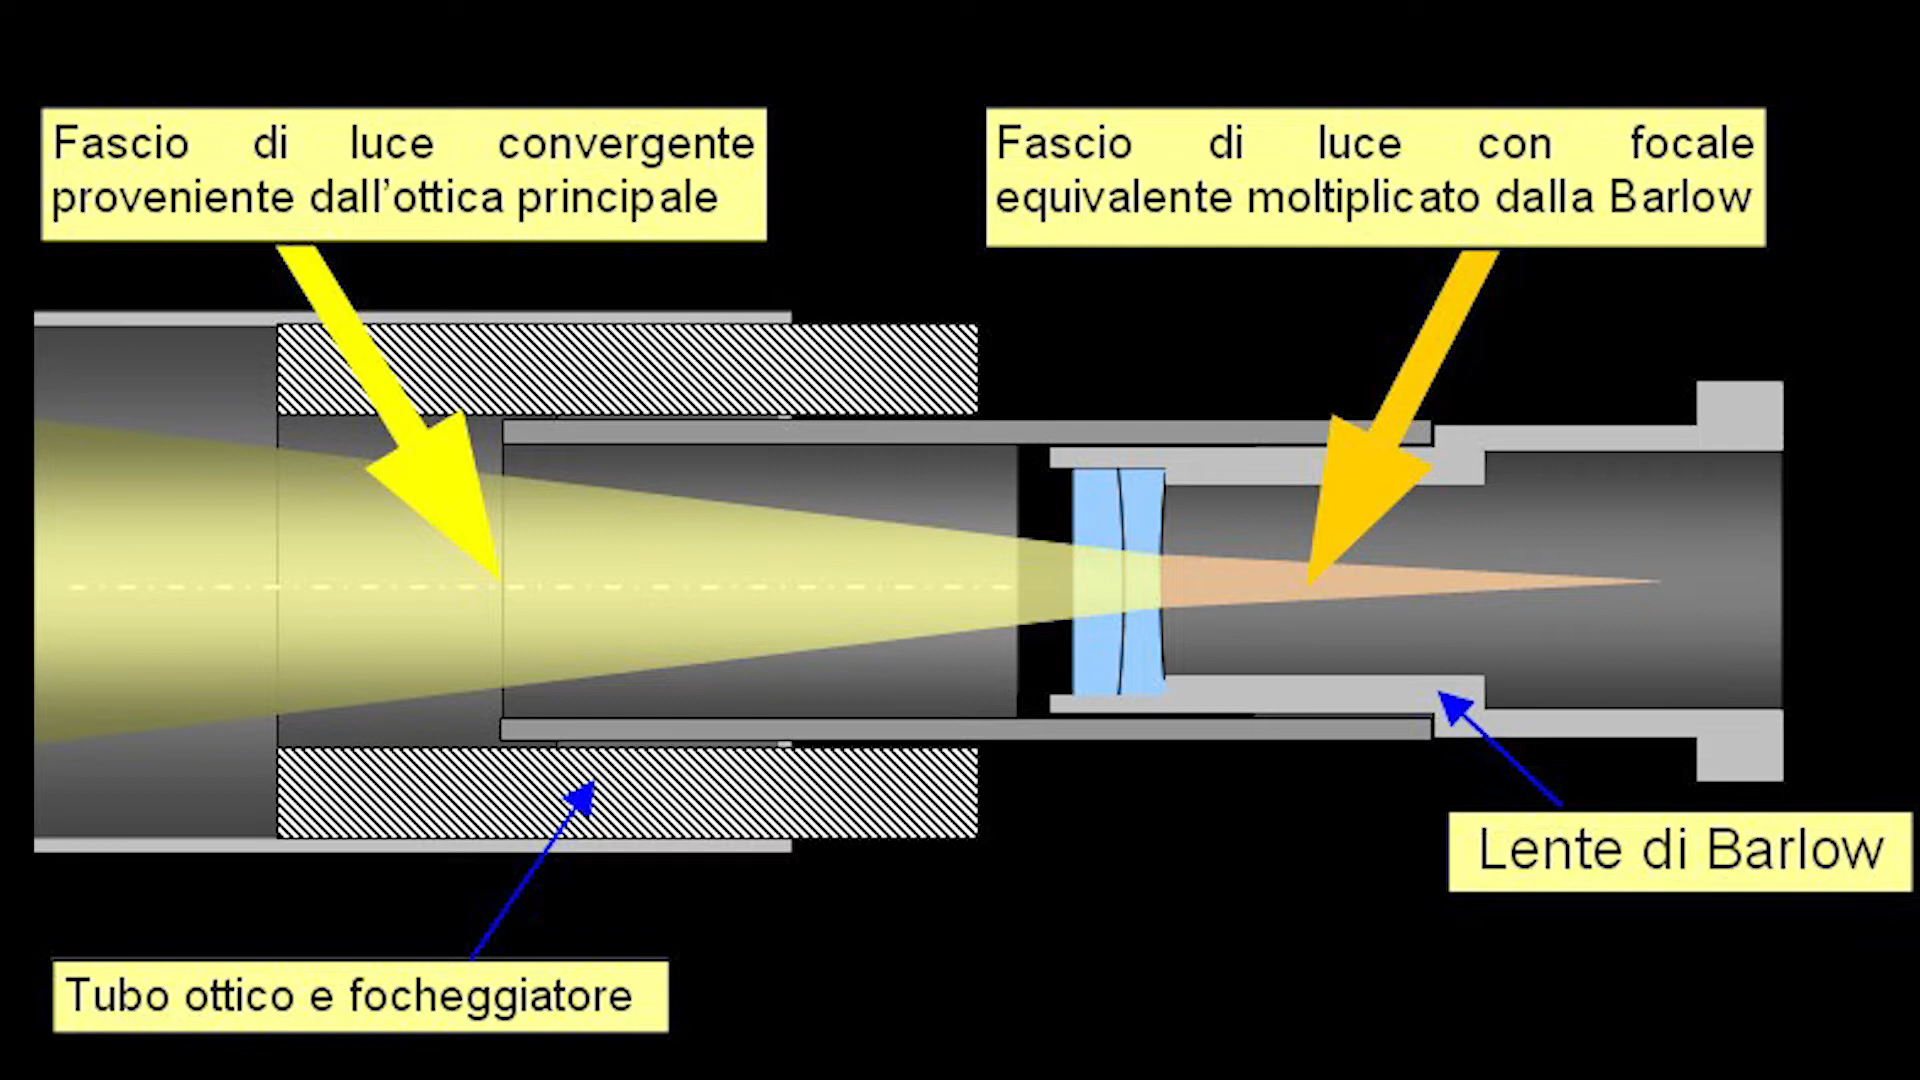 Fascio di luce convergente
proveniente dall'ottica principale
Fascio di luce con focale
equivalente moltiplicato dalla Barlow
Lente di Barlow
Tubo ottico e focheggiatore